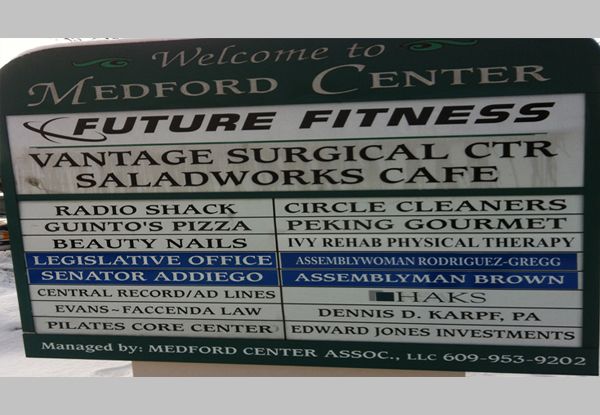 Welcome to
MEDFORD CENTER
FUTURE FITNESS
VANTAGE SURGICAL CTR
SALADWORKS CAFE
RADIO SHACK
GUINTO'S PIZZA
BEAUTY NAILS
LEGISLATIVE OFFICE
SENATOR ADDIEGO
CENTRAL RECORD/AD LINES
EVANS~FACCENDA LAW
PILATES CORE CENTER
CIRCLE CLEANERS
PEKING GOURMET
IVY REHAB PHYSICAL THERAPY
ASSEMBLYWOMAN RODRIGUEZ-GREGG
ASSEMBLYMAN BROWN
HAKS
DENNIS D. KARPF, PA
EDWARD JONES INVESTMENTS
Managed by: MEDFORD CENTER ASSOC., LLC 609-953-9202